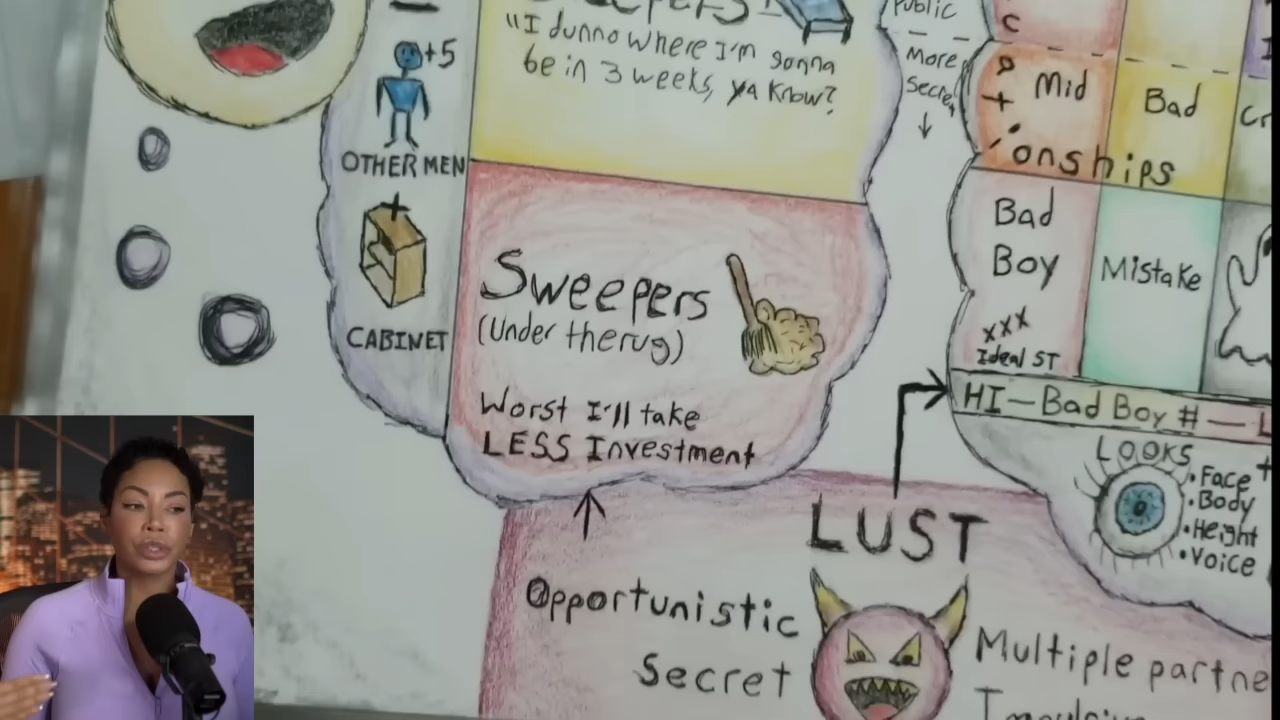 "I dunno where I'm gonna
be in 3 weeks, ya know?
+5
OTHER MEN
CABINET
Sweepers
(Under the rug)
Worst I'll take
LESS Investment
Public
More
Mid
Bad
onships
Bad
Boy
xxx
Ideal ST
Mistake
HI - Bad Boy # -
LOOKS
• Face +
• Body
• Height
• Voice
LUST
Opportunistic
Secret
Multiple